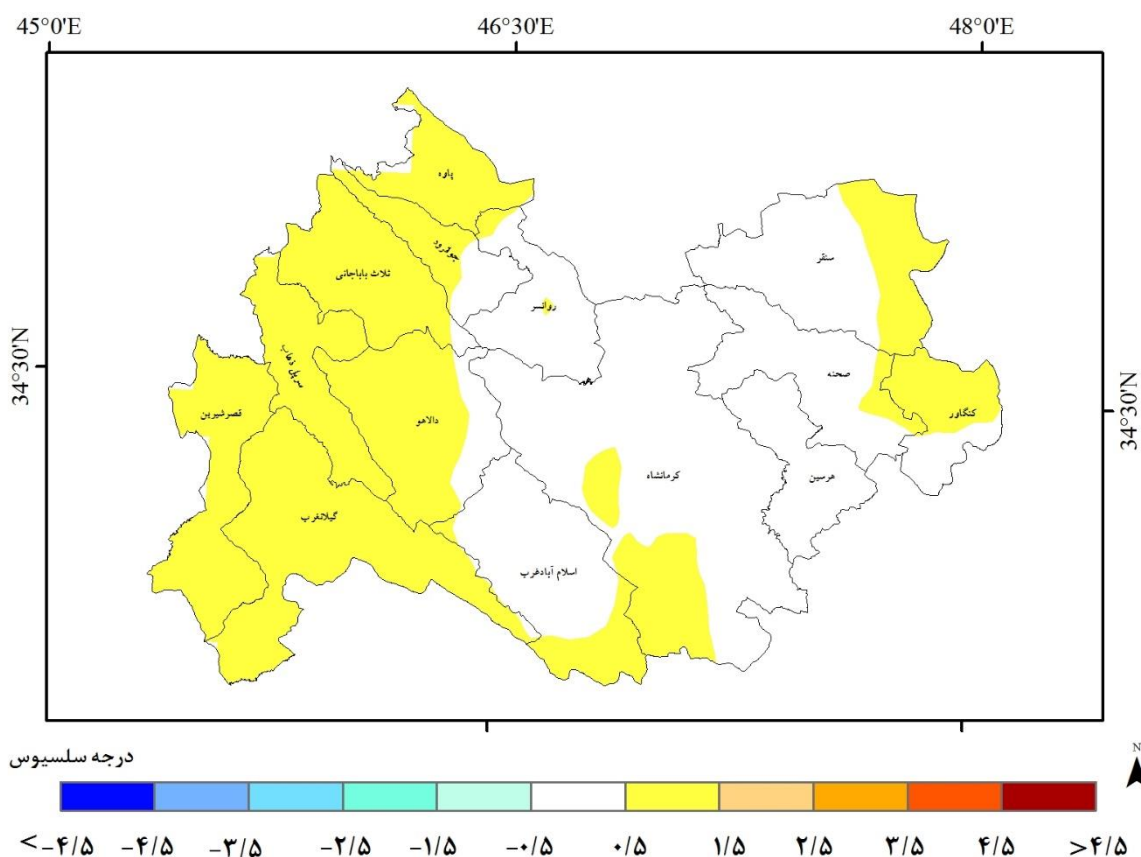 45°0'E 46°30'E 48°0'E
34°30'N
34°30'N
پاوه
جوانرود
ثلاث باباجانی
روانسر
سنقر
سرپل ذهاب
صحنه
کنگاور
قصرشیرین
دالاهو
کرمانشاه
هرسین
گیلانغرب
اسلام آبادغرب
درجه سلسیوس
N
<-۴/۵ -۴/۵ -۳/۵ -۲/۵ -۱/۵ -۰/۵ ۰/۵ ۱/۵ ۲/۵ ۳/۵ ۴/۵ >۴/۵